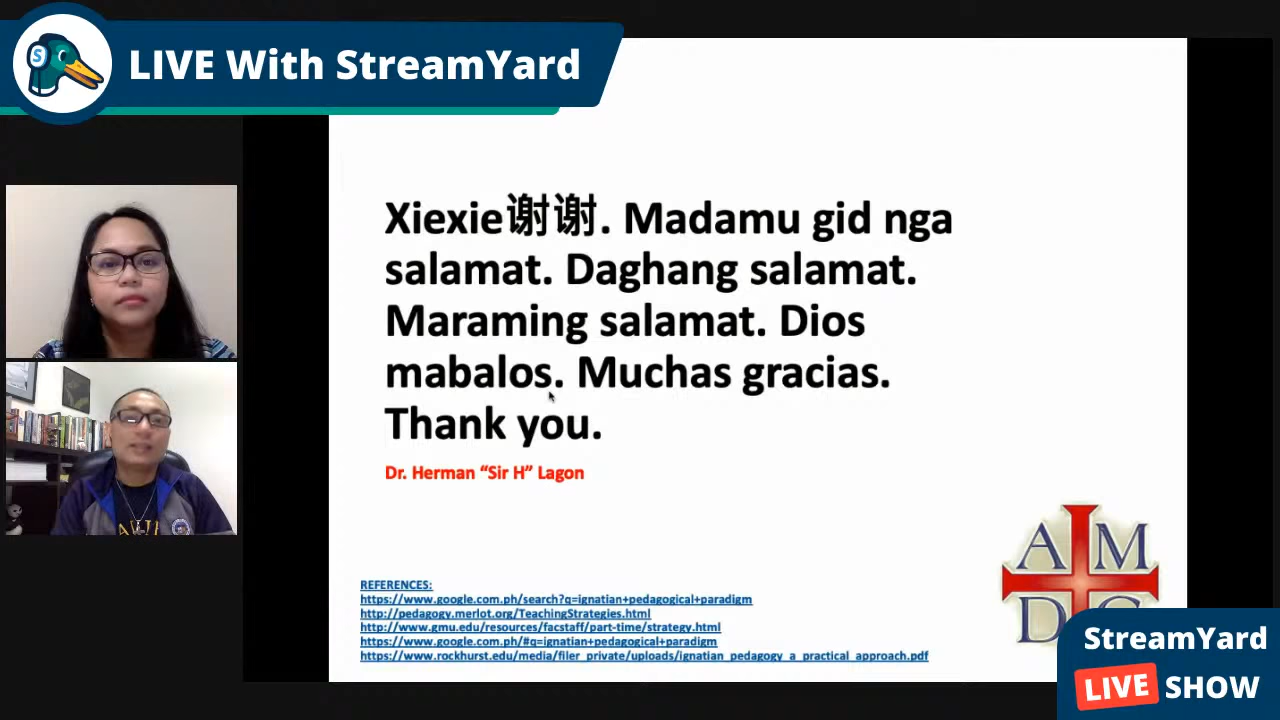 LIVE With StreamYard
Xiexie谢谢. Madamu gid nga
salamat. Daghang salamat.
Maraming salamat. Dios
mabalos. Muchas gracias.
Thank you.
Dr. Herman “Sir H” Lagon
REFERENCES:
https://www.google.com.ph/search?q=ignatian+pedagogical+paradigm
http://pedagogy.merlot.org/TeachingStrategies.html
http://www.gmu.edu/resources/facstaff/part-time/strategy.html
https://www.google.com.ph/#q=ignatian+pedagogical+paradigm
https://www.rockhurst.edu/media/filer_private/uploads/ignatian_pedagogy_a_practical_approach.pdf
A M
D G
StreamYard
LIVE SHOW